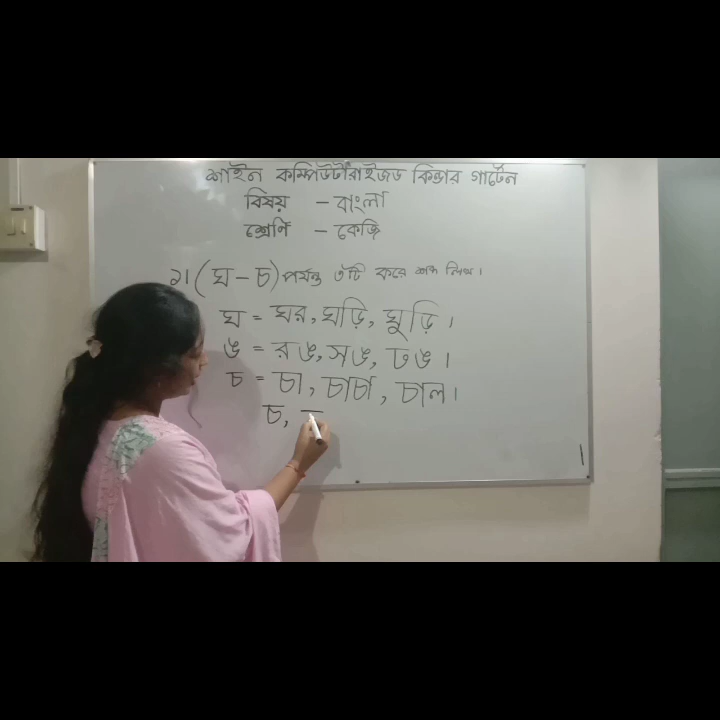 শাইন কম্পিউটারাইজড কিন্ডার গার্টেন
বিষয় - বাংলা
শ্রেণি - কেজি
১। (ঘ - চ) পর্যন্ত ৩টি করে শব্দ লিখ।
ঘ = ঘর, ঘড়ি, ঘুড়ি।
ঙ = রঙ, সঙ, ঢঙ।
চ = চা, চাচা, চাল।
চ,